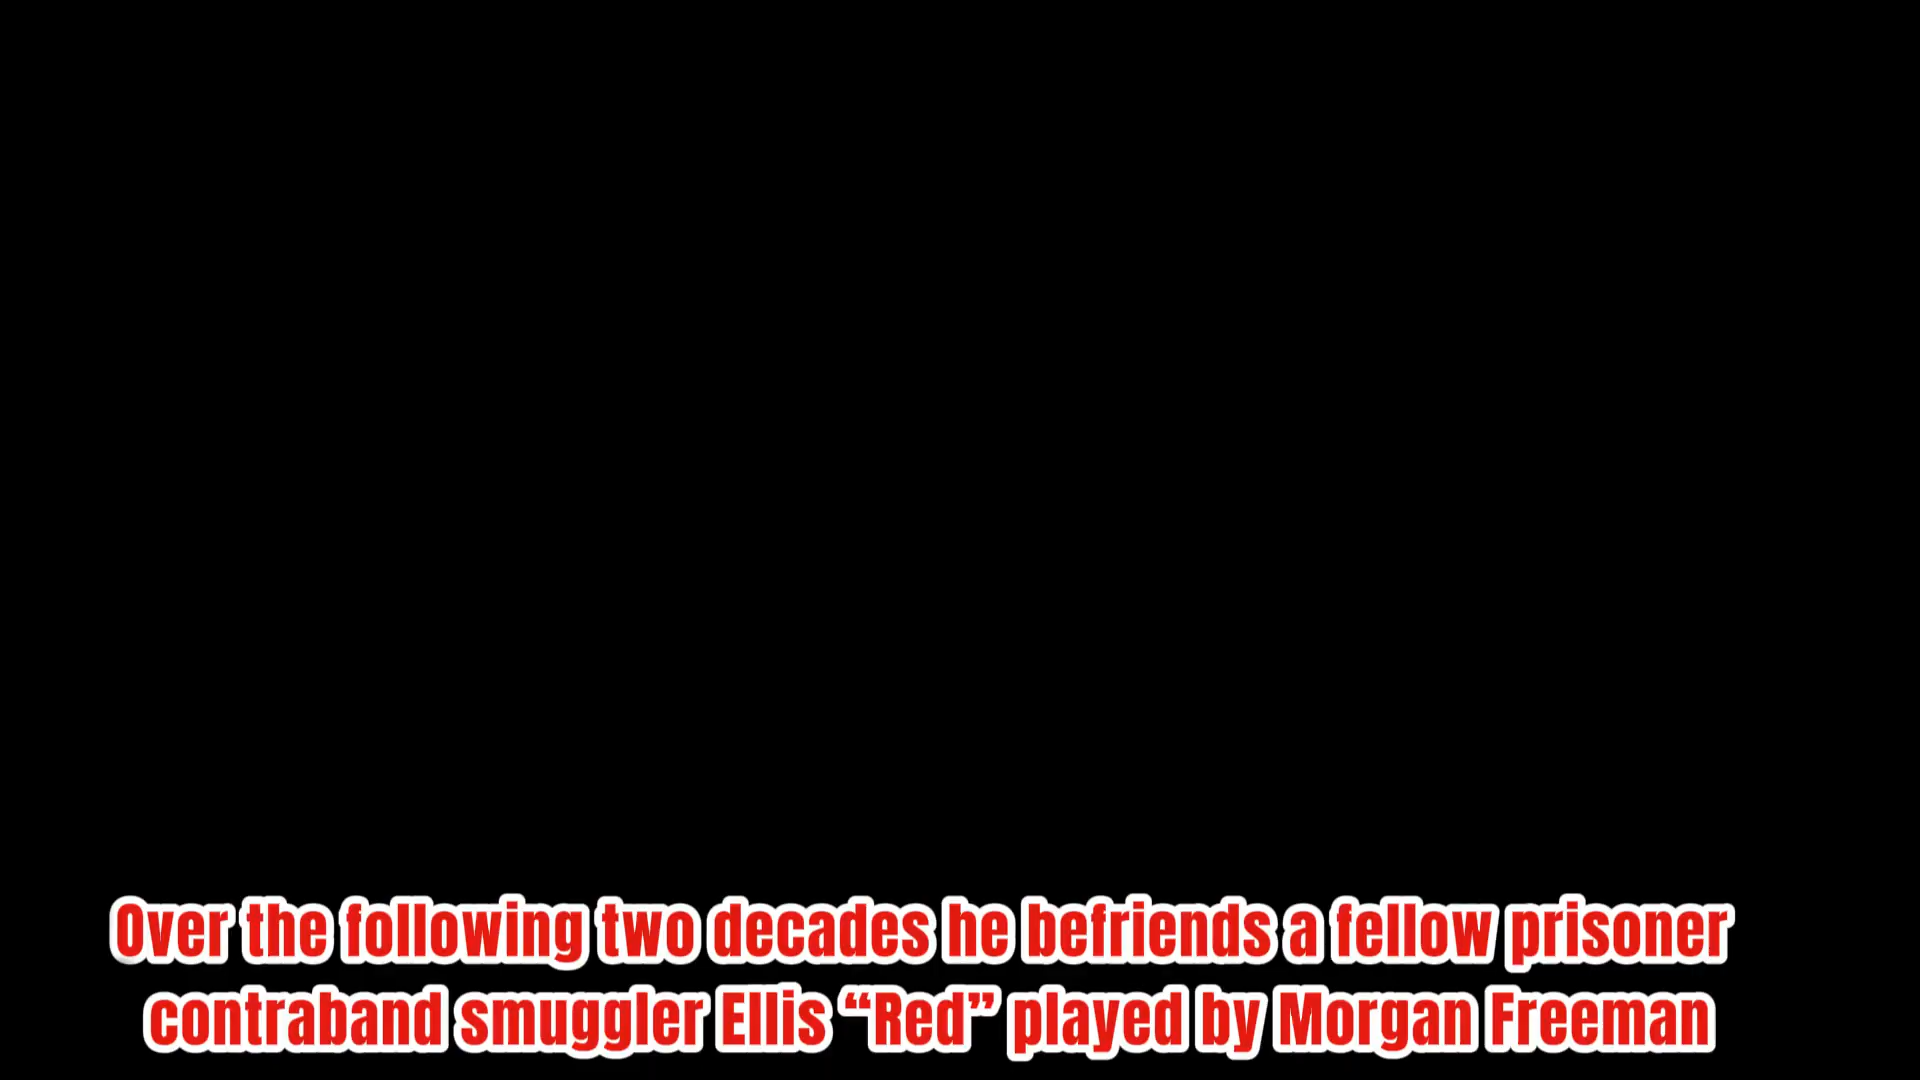 Over the following two decades he befriends a fellow prisoner
contraband smuggler Ellis “Red” played by Morgan Freeman